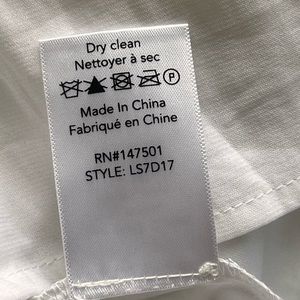 Dry clean
Nettoyer à sec
P
Made In China
Fabriqué en Chine
RN#147501
STYLE: LS7D17